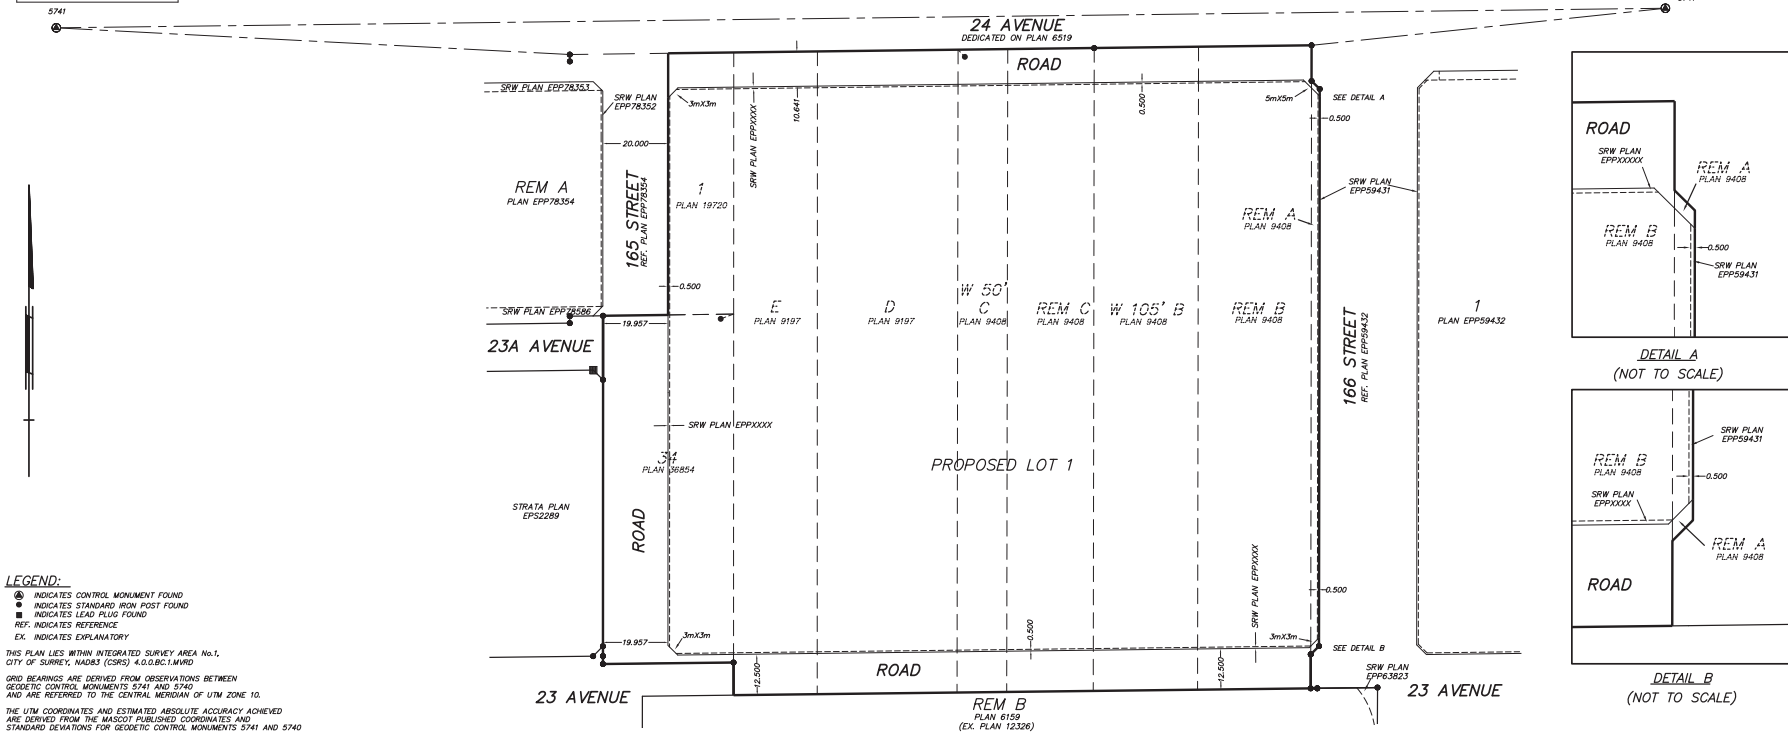 5741
24 AVENUE
DEDICATED ON PLAN 6519
ROAD
SRW PLAN EPP78353
SRW PLAN
EPP78352
3mX3m
10.641
SRW PLAN EPPXXXX
0.500
5mX5m
SEE DETAIL A
0.500
20.000
REM A
PLAN EPP78354
165 STREET
REF. PLAN EPP78354
1
PLAN 19720
SRW PLAN
EPP59431
REM A
PLAN 9408
0.500
SRW PLAN EPP78586
19.957
23A AVENUE
E
PLAN 9197
D
PLAN 9197
W 50'
C
PLAN 9408
REM C
PLAN 9408
W 105' B
PLAN 9408
REM B
PLAN 9408
166 STREET
REF. PLAN EPP59432
1
PLAN EPP59432
SRW PLAN EPPXXXX
34
PLAN 36854
PROPOSED LOT 1
STRATA PLAN
EPS2289
ROAD
SRW PLAN EPPXXXX
0.500
19.957
3mX3m
0.500
3mX3m
SEE DETAIL B
12.500
ROAD
12.500
SRW PLAN
EPP63823
23 AVENUE
REM B
PLAN 6159
(EX. PLAN 12326)
23 AVENUE
ROAD
SRW PLAN
EPPXXXXX
REM A
PLAN 9408
REM B
PLAN 9408
0.500
SRW PLAN
EPP59431
DETAIL A
(NOT TO SCALE)
SRW PLAN
EPP59431
REM B
PLAN 9408
0.500
SRW PLAN
EPPXXXX
REM A
PLAN 9408
ROAD
DETAIL B
(NOT TO SCALE)
LEGEND:
INDICATES CONTROL MONUMENT FOUND
INDICATES STANDARD IRON POST FOUND
INDICATES LEAD PLUG FOUND
REF. INDICATES REFERENCE
EX. INDICATES EXPLANATORY
THIS PLAN LIES WITHIN INTEGRATED SURVEY AREA No.1,
CITY OF SURREY, NAD83 (CSRS) 4.0.0.BC.1.MVRD
GRID BEARINGS ARE DERIVED FROM OBSERVATIONS BETWEEN
GEODETIC CONTROL MONUMENTS 5741 AND 5740
AND ARE REFERRED TO THE CENTRAL MERIDIAN OF UTM ZONE 10.
THE UTM COORDINATES AND ESTIMATED ABSOLUTE ACCURACY ACHIEVED
ARE DERIVED FROM THE MASCOT PUBLISHED COORDINATES AND
STANDARD DEVIATIONS FOR GEODETIC CONTROL MONUMENTS 5741 AND 5740